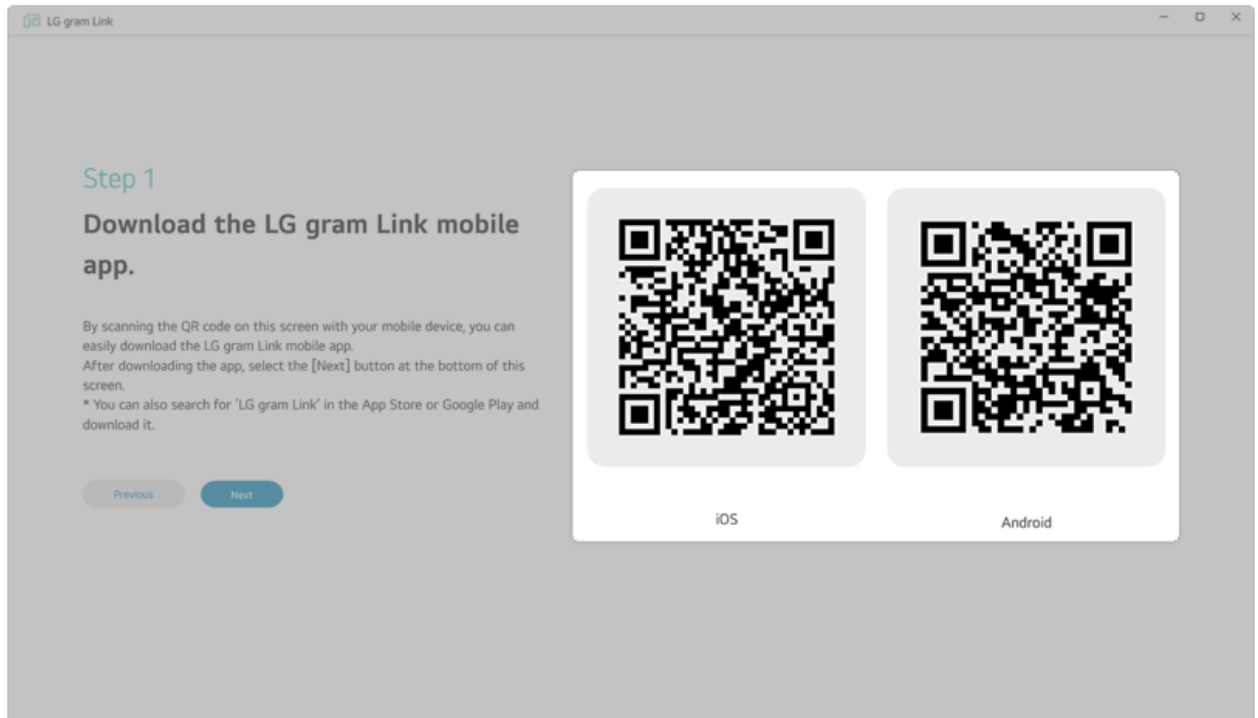 LG gram Link
Step 1
Download the LG gram Link mobile
app.
By scanning the QR code on this screen with your mobile device, you can
easily download the LG gram Link mobile app.
After downloading the app, select the [Next] button at the bottom of this
screen.
* You can also search for ‘LG gram Link’ in the App Store or Google Play and
download it.
Previous
Next
iOS
Android